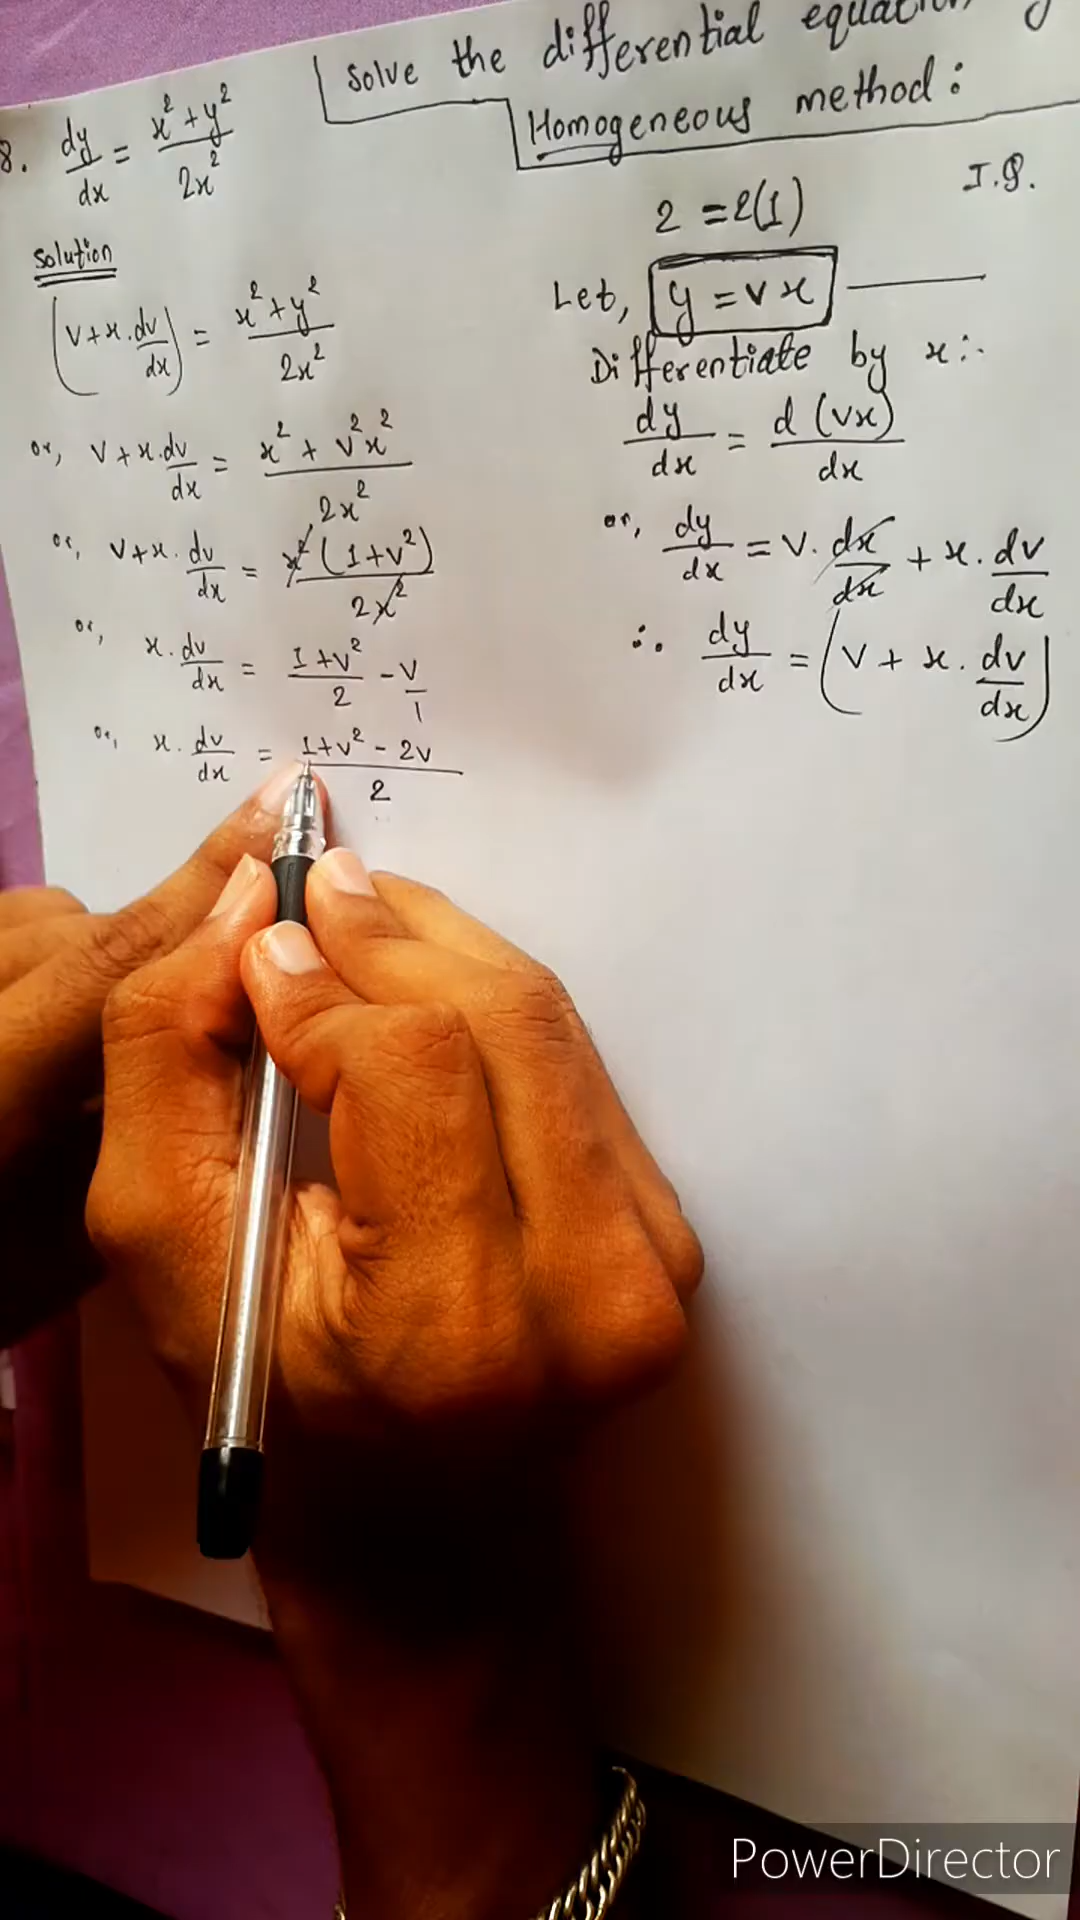 Solve the differential equation
Homogeneous method:
I.Q.
8. dy/dx = x²+y²/2x²
Solution
(v+x.dv/dx) = x²+y²/2x²
or, v+x.dv/dx = x²+v²x²/2x²
or, v+x.dv/dx = x²(1+v²)/2x²
or, x.dv/dx = 1+v²/2 - v/1
or, x.dv/dx = 1+v²-2v/2
2 = 2(1)
Let, y = vx
Differentiate by x:-
dy/dx = d(vx)/dx
or, dy/dx = v.dx/dx + x.dv/dx
∴ dy/dx = (v + x.dv/dx)
PowerDirector